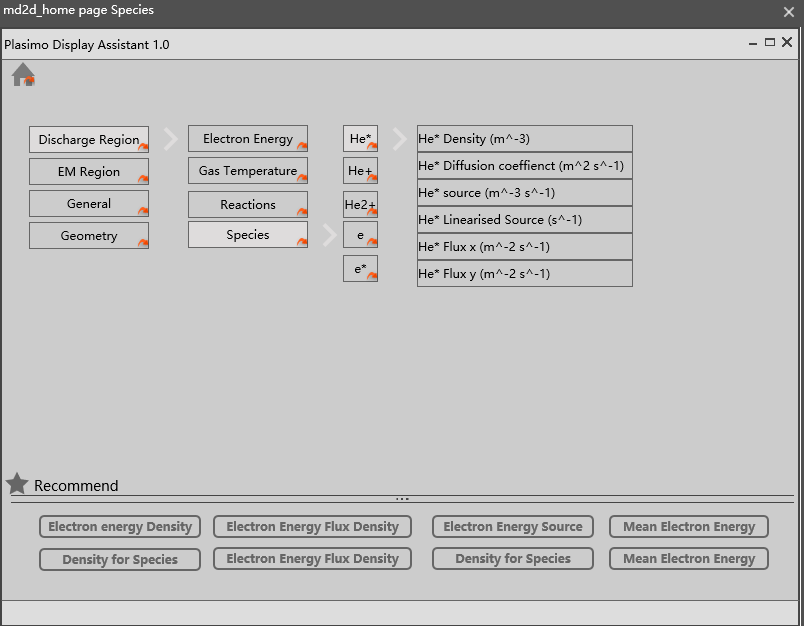 md2d_home page Species
Plasimo Display Assistant 1.0
Discharge Region
EM Region
General
Geometry
Electron Energy
Gas Temperature
Reactions
Species
He*
He+
He2+
e
e*
He* Density (m^-3)
He* Diffusion coeffienct (m^2 s^-1)
He* source (m^-3 s^-1)
He* Linearised Source (s^-1)
He* Flux x (m^-2 s^-1)
He* Flux y (m^-2 s^-1)
Recommend
Electron energy Density
Electron Energy Flux Density
Electron Energy Source
Mean Electron Energy
Density for Species
Electron Energy Flux Density
Density for Species
Mean Electron Energy